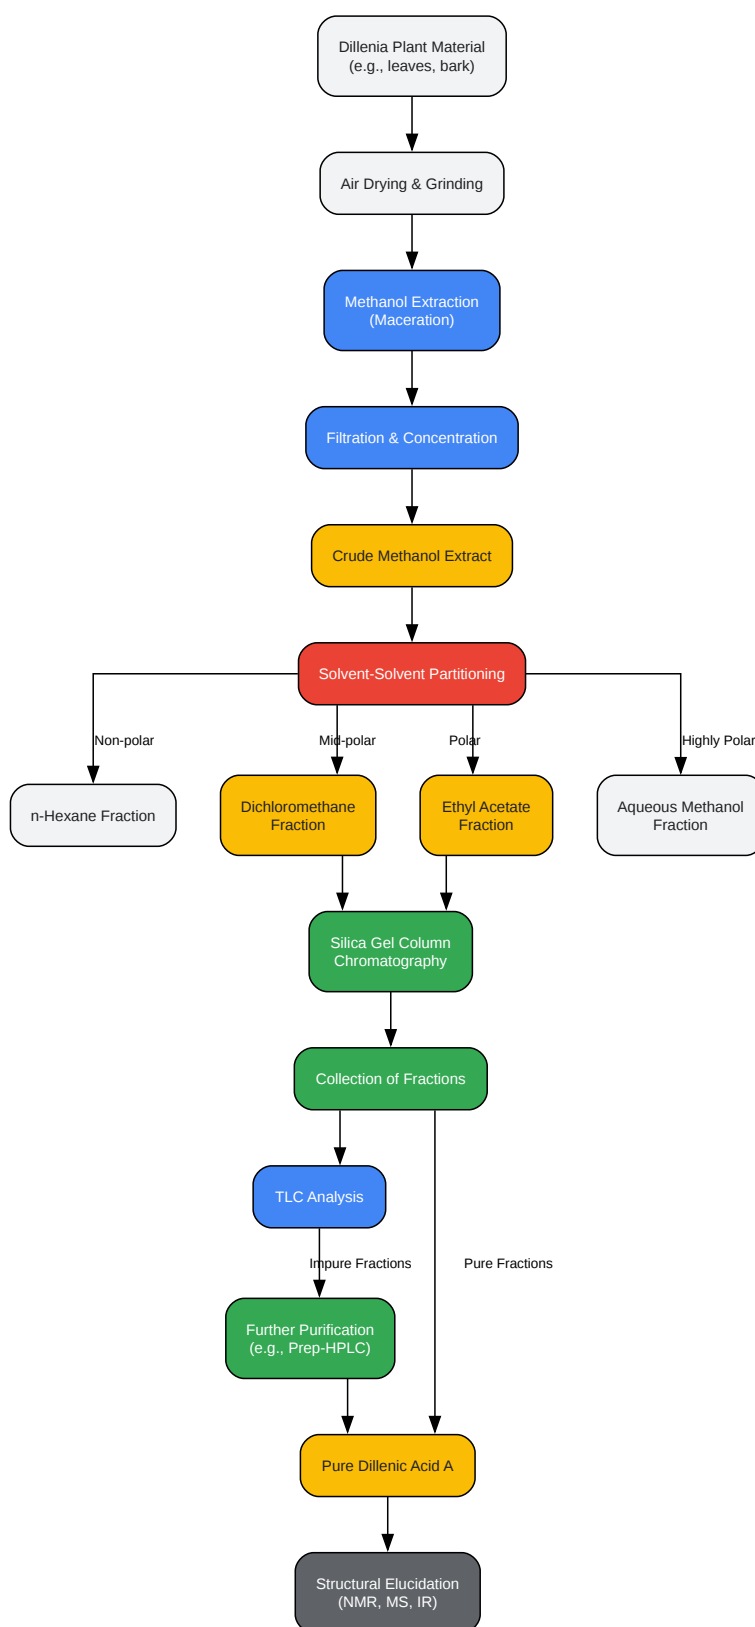 Dillenia Plant Material
(e.g., leaves, bark)
Air Drying & Grinding
Methanol Extraction
(Maceration)
Filtration & Concentration
Crude Methanol Extract
Solvent-Solvent Partitioning
Non-polar
Mid-polar
Polar
Highly Polar
n-Hexane Fraction
Dichloromethane
Fraction
Ethyl Acetate
Fraction
Aqueous Methanol
Fraction
Silica Gel Column
Chromatography
Collection of Fractions
TLC Analysis
Impure Fractions
Pure Fractions
Further Purification
(e.g., Prep-HPLC)
Pure Dillenic Acid A
Structural Elucidation
(NMR, MS, IR)